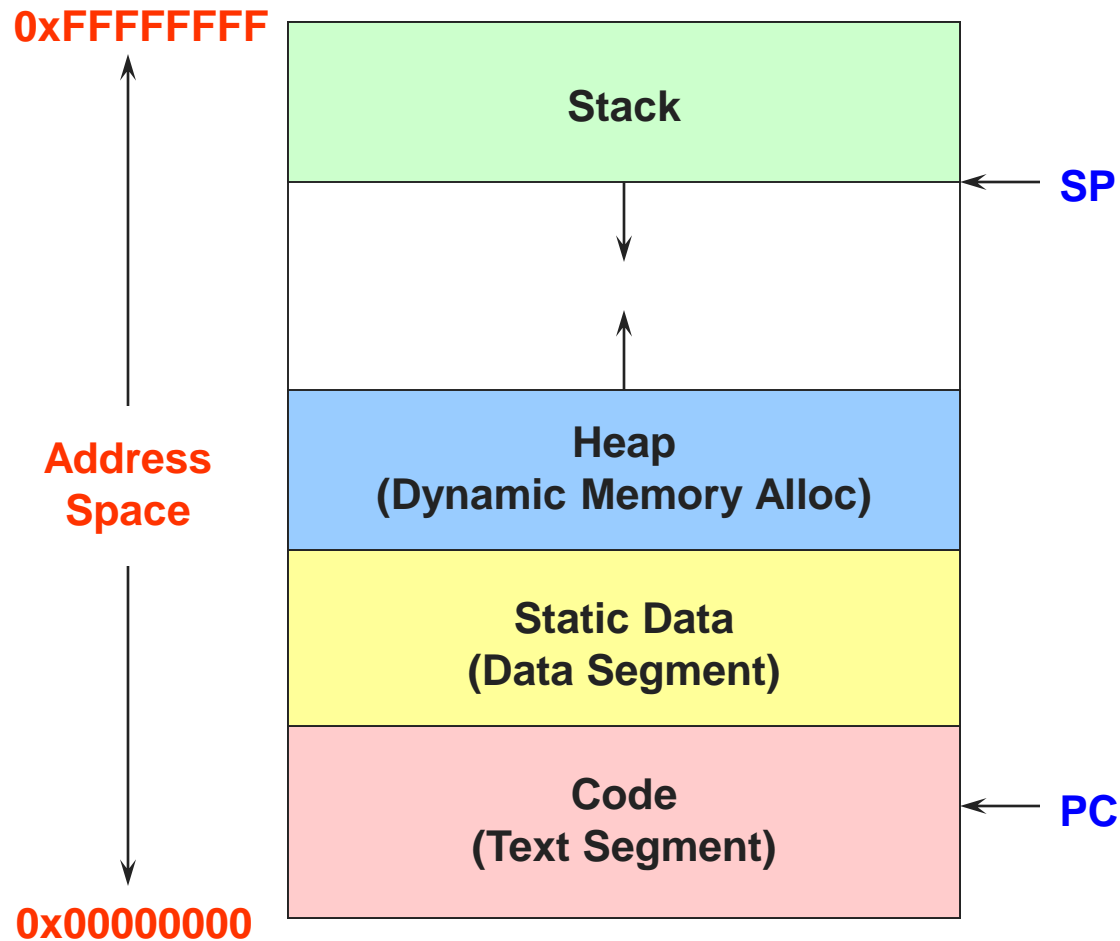 0xFFFFFFFF
Stack
SP
Heap
(Dynamic Memory Alloc)
Address
Space
Static Data
(Data Segment)
Code
(Text Segment)
PC
0x00000000